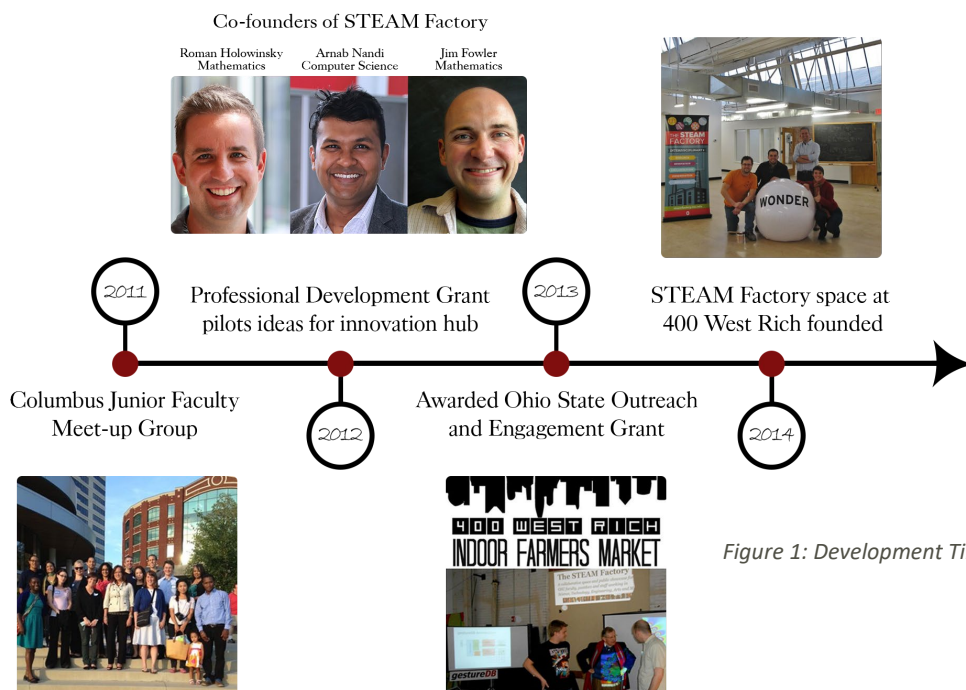 Co-founders of STEAM Factory
Roman Holowinsky
Mathematics
Arnab Nandi
Computer Science
Jim Fowler
Mathematics
The STEAM
FACTORY
WONDER
2011
Professional Development Grant
pilots ideas for innovation hub
2013
STEAM Factory space at
400 West Rich founded
Columbus Junior Faculty
Meet-up Group
2012
Awarded Ohio State Outreach
and Engagement Grant
2014
400 WEST RICH
INDOOR FARMERS MARKET
The STEAM Factory
gestureDB
Figure 1: Development Ti